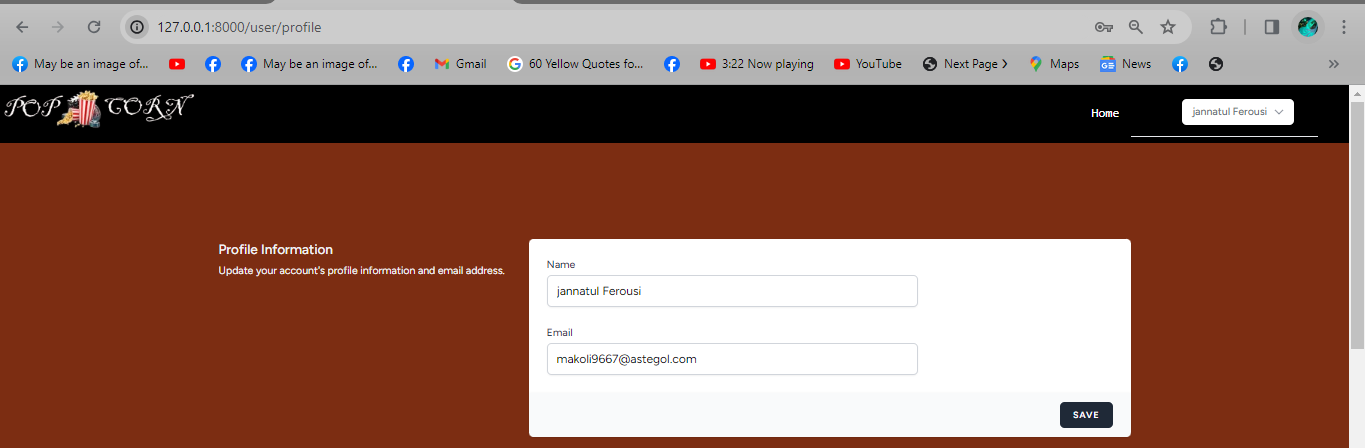 127.0.0.1:8000/user/profile
May be an image of... May be an image of... Gmail 60 Yellow Quotes fo... 3:22 Now playing YouTube Next Page > Maps News »
POP CORN Home jannatul Ferousi
Profile Information
Update your account's profile information and email address.
Name
jannatul Ferousi
Email
makoli9667@astegol.com
SAVE